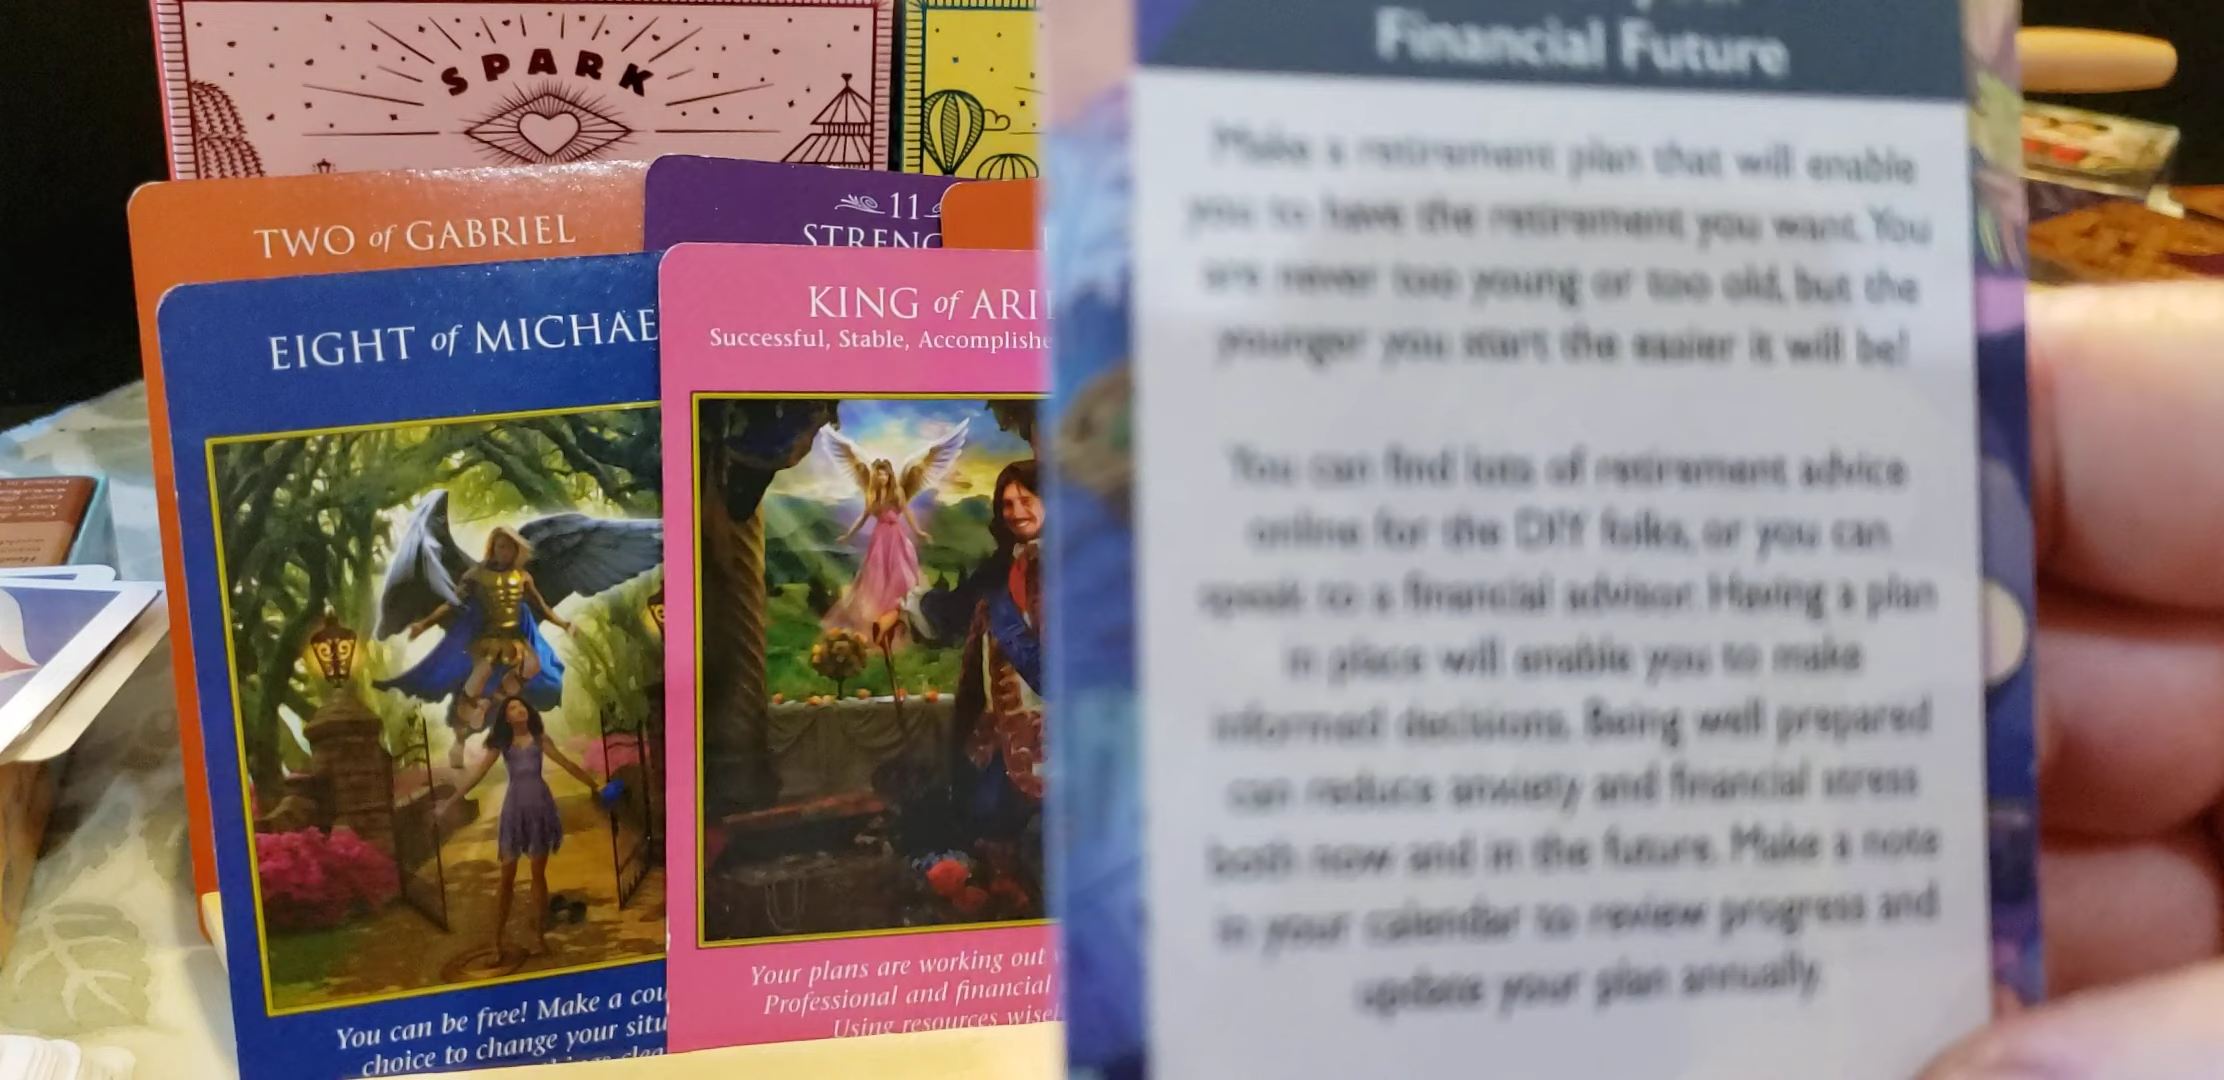 SPARK
TWO of GABRIEL
11
STRENG
EIGHT of MICHAE
KING of ARI
Successful, Stable, Accomplishe
You can be free! Make a cou
choice to change your situ
Your plans are working out
Professional and financial
Using resources wisel
Financial Future
Make a retirement plan that will enable
you to have the retirement you want. You
are never too young or too old, but the
younger you start the easier it will be!
You can find lots of retirement advice
online for the DIY folks, or you can
speak to a financial advisor. Having a plan
in place will enable you to make
informed decisions. Being well prepared
can reduce anxiety and financial stress
both now and in the future. Make a note
in your calendar to review progress and
update your plan annually.